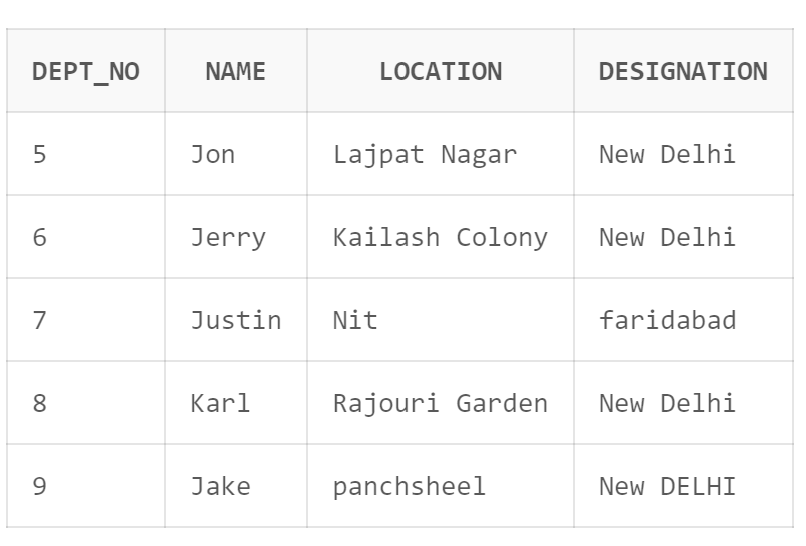 DEPT_NO NAME LOCATION DESIGNATION
5 Jon Lajpat Nagar New Delhi
6 Jerry Kailash Colony New Delhi
7 Justin Nit faridabad
8 Karl Rajouri Garden New Delhi
9 Jake panchsheel New DELHI